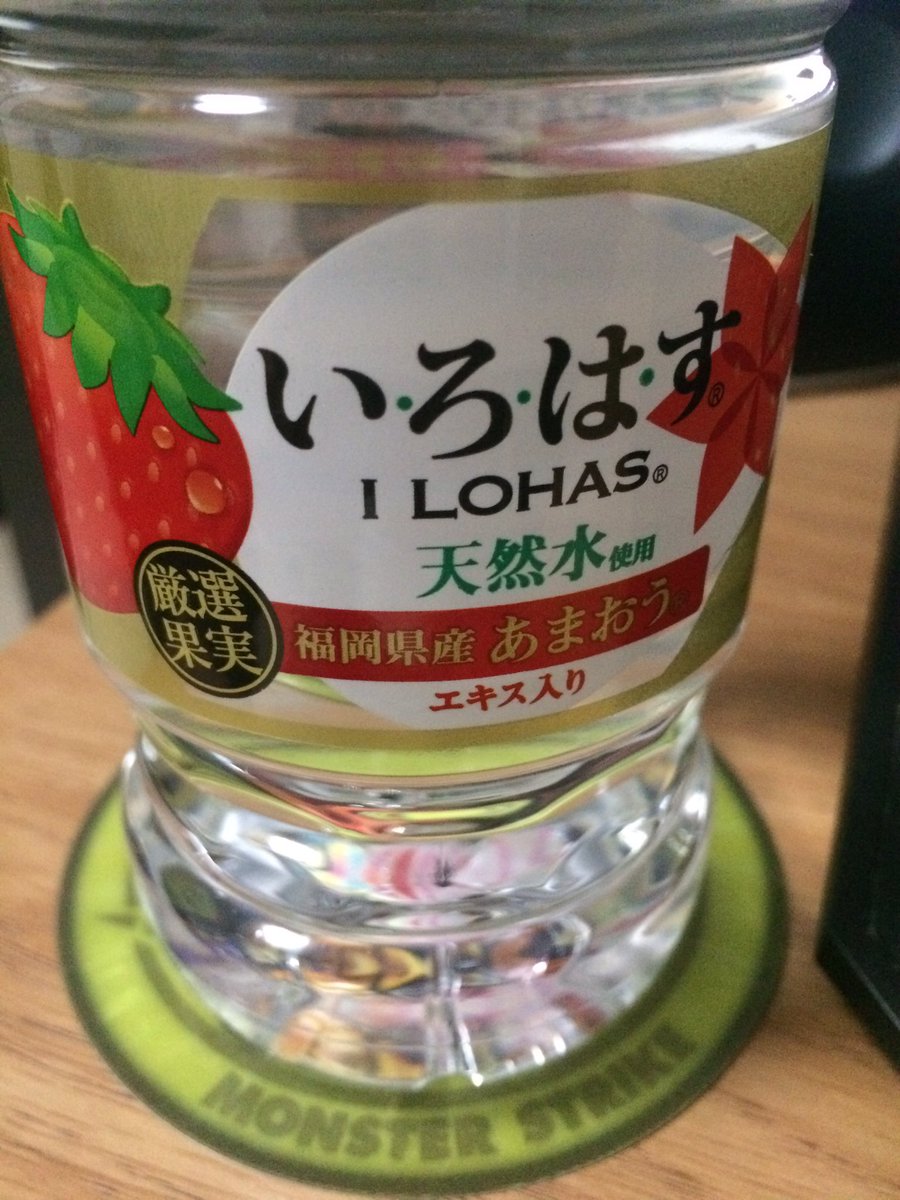 い・ろ・は・す®
I LOHAS®
天然水使用
厳選
果実
福岡県産 あまおう®
エキス入り
MONSTER STRIKE